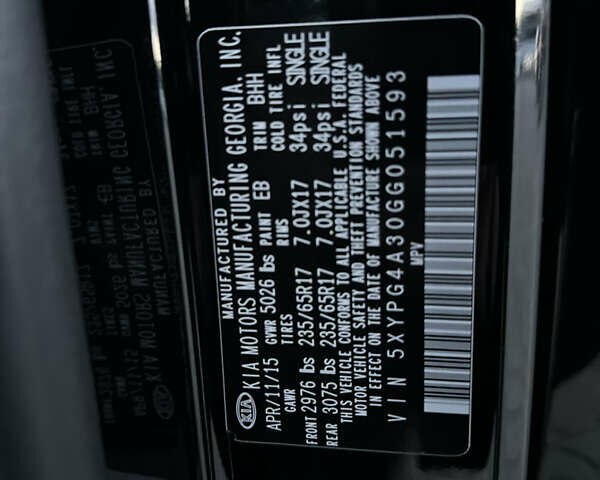 MANUFACTURED BY
KIA KIA MOTORS MANUFACTURING GEORGIA, INC.
APR/11/15 GVWR 5026 lbs PAINT EB TRIM BHH
GAWR TIRES RIMS COLD TIRE INFL
FRONT 2976 lbs 235/65R17 7.0JX17 34psi SINGLE
REAR 3075 lbs 235/65R17 7.0JX17 34psi SINGLE
THIS VEHICLE CONFORMS TO ALL APPLICABLE U.S.A. FEDERAL
MOTOR VEHICLE SAFETY AND THEFT PREVENTION STANDARDS
IN EFFECT ON THE DATE OF MANUFACTURE SHOWN ABOVE
VIN 5XYPG4A30GG051593
MPV